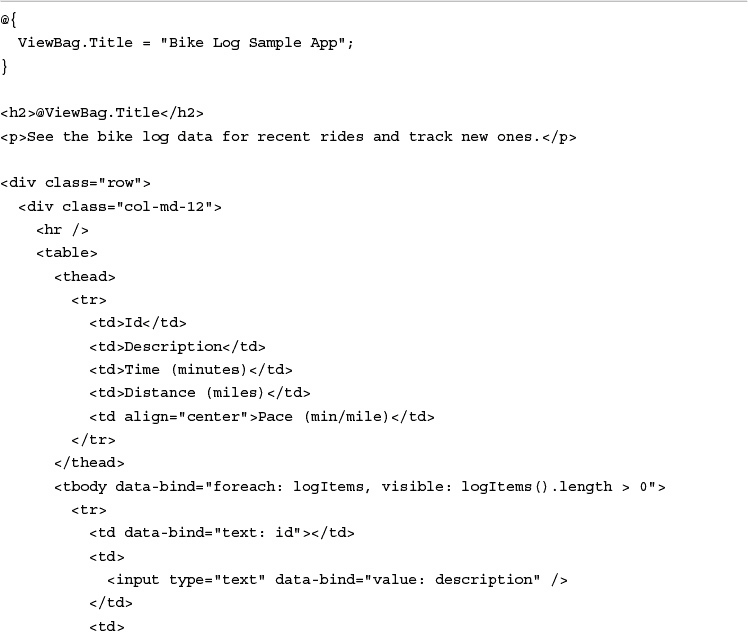 @{
  ViewBag.Title = "Bike Log Sample App";
}

<h2>@ViewBag.Title</h2>
<p>See the bike log data for recent rides and track new ones.</p>

<div class="row">
  <div class="col-md-12">
    <hr />
    <table>
      <thead>
        <tr>
          <td>Id</td>
          <td>Description</td>
          <td>Time (minutes)</td>
          <td>Distance (miles)</td>
          <td align="center">Pace (min/mile)</td>
        </tr>
      </thead>
      <tbody data-bind="foreach: logItems, visible: logItems().length > 0">
        <tr>
          <td data-bind="text: id"></td>
          <td>
            <input type="text" data-bind="value: description" />
          </td>
          <td>